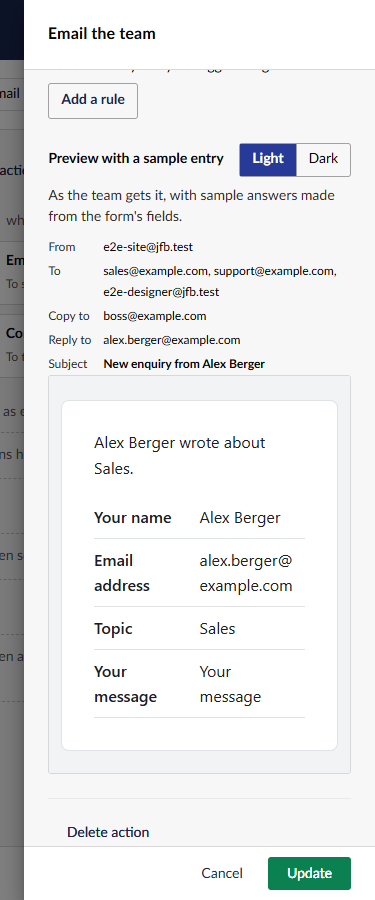 Email the team
Add a rule
Preview with a sample entry
Light
Dark
As the team gets it, with sample answers made
from the form's fields.
From e2e-site@jfb.test
To sales@example.com, support@example.com,
e2e-designer@jfb.test
Copy to boss@example.com
Reply to alex.berger@example.com
Subject New enquiry from Alex Berger
Alex Berger wrote about
Sales.
Your name Alex Berger
Email alex.berger@
address example.com
Topic Sales
Your Your
message message
Delete action
Cancel
Update